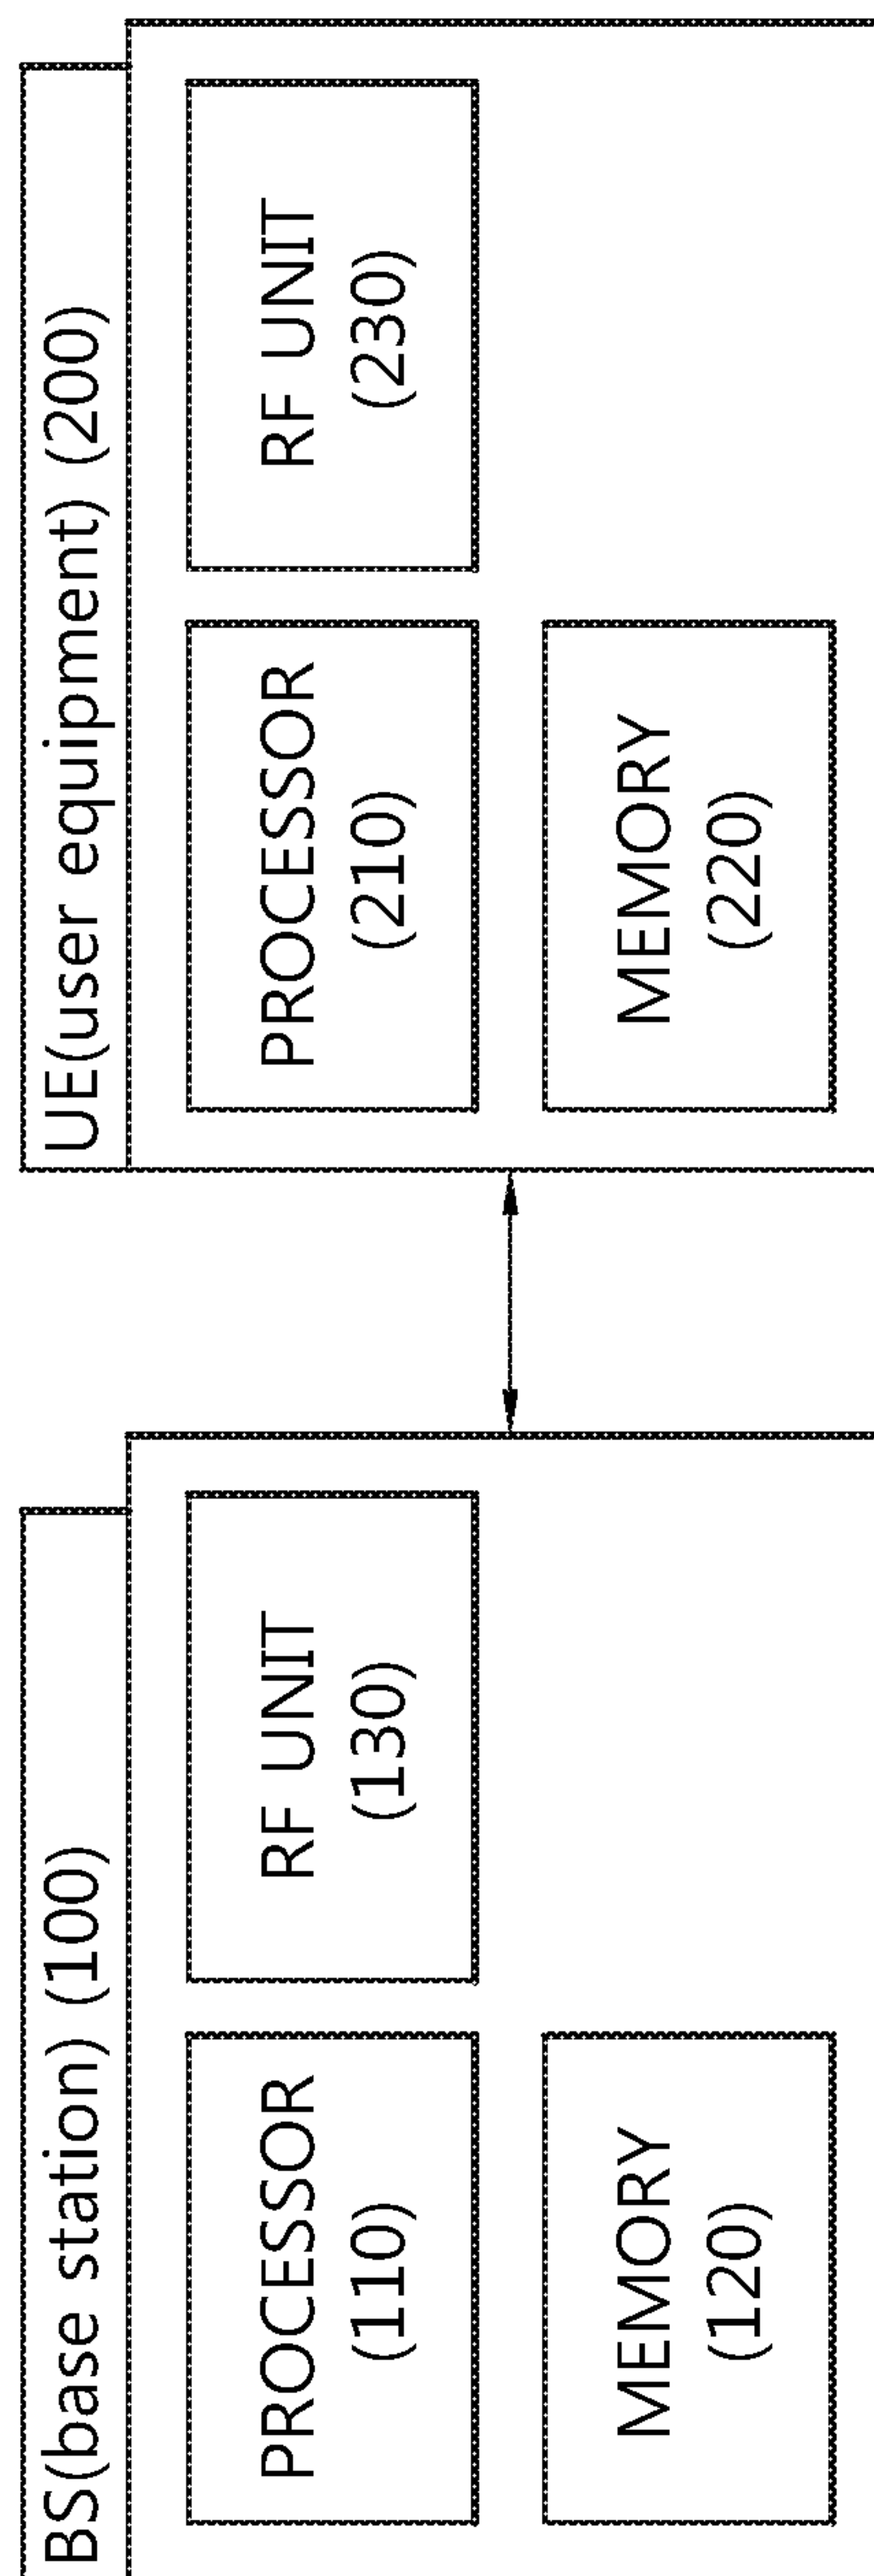 BS(base station) (100)
PROCESSOR
(110)
RF UNIT
(130)
MEMORY
(120)
UE(user equipment) (200)
PROCESSOR
(210)
RF UNIT
(230)
MEMORY
(220)